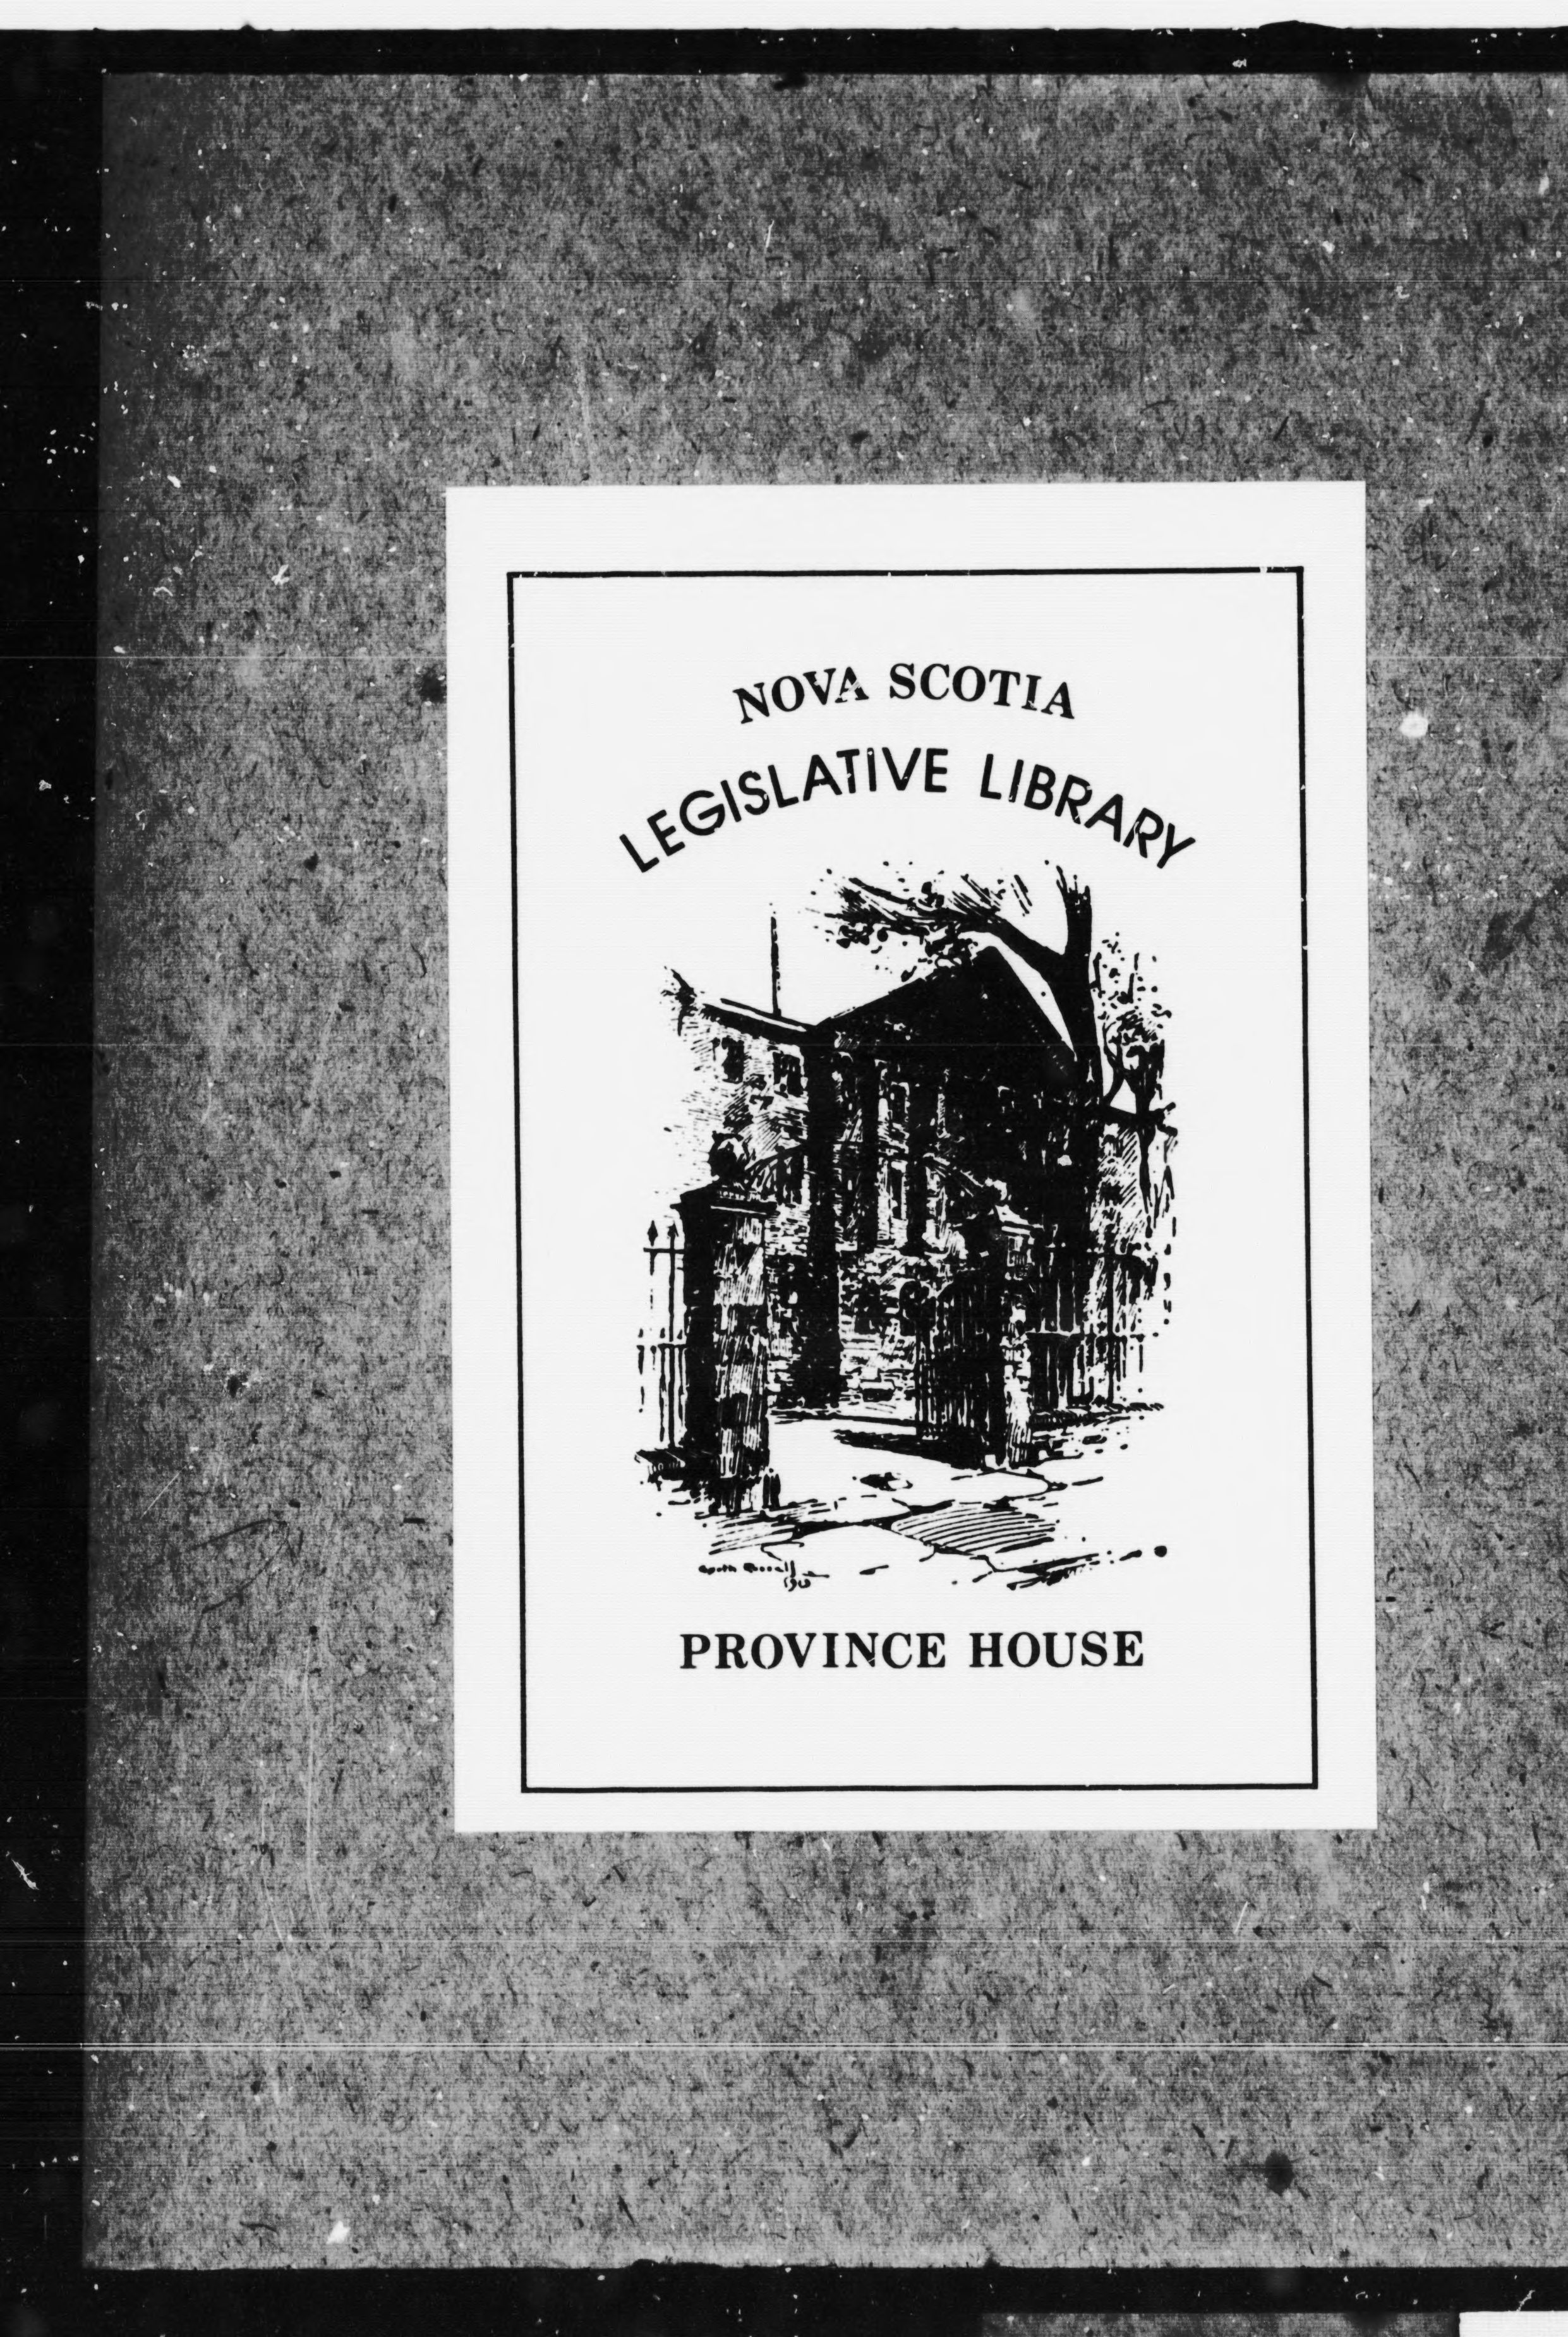 NOVA SCOTIA
LEGISLATIVE LIBRARY
PROVINCE HOUSE